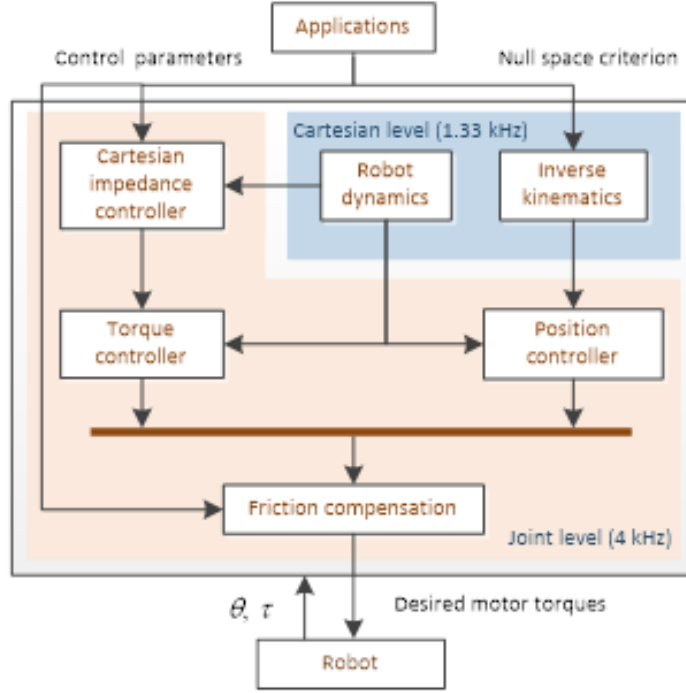 Applications
Control parameters
Null space criterion
Cartesian level (1.33 kHz)
Cartesian
impedance
controller
Robot
dynamics
Inverse
kinematics
Torque
controller
Position
controller
Friction compensation
Joint level (4 kHz)
θ, τ
Desired motor torques
Robot